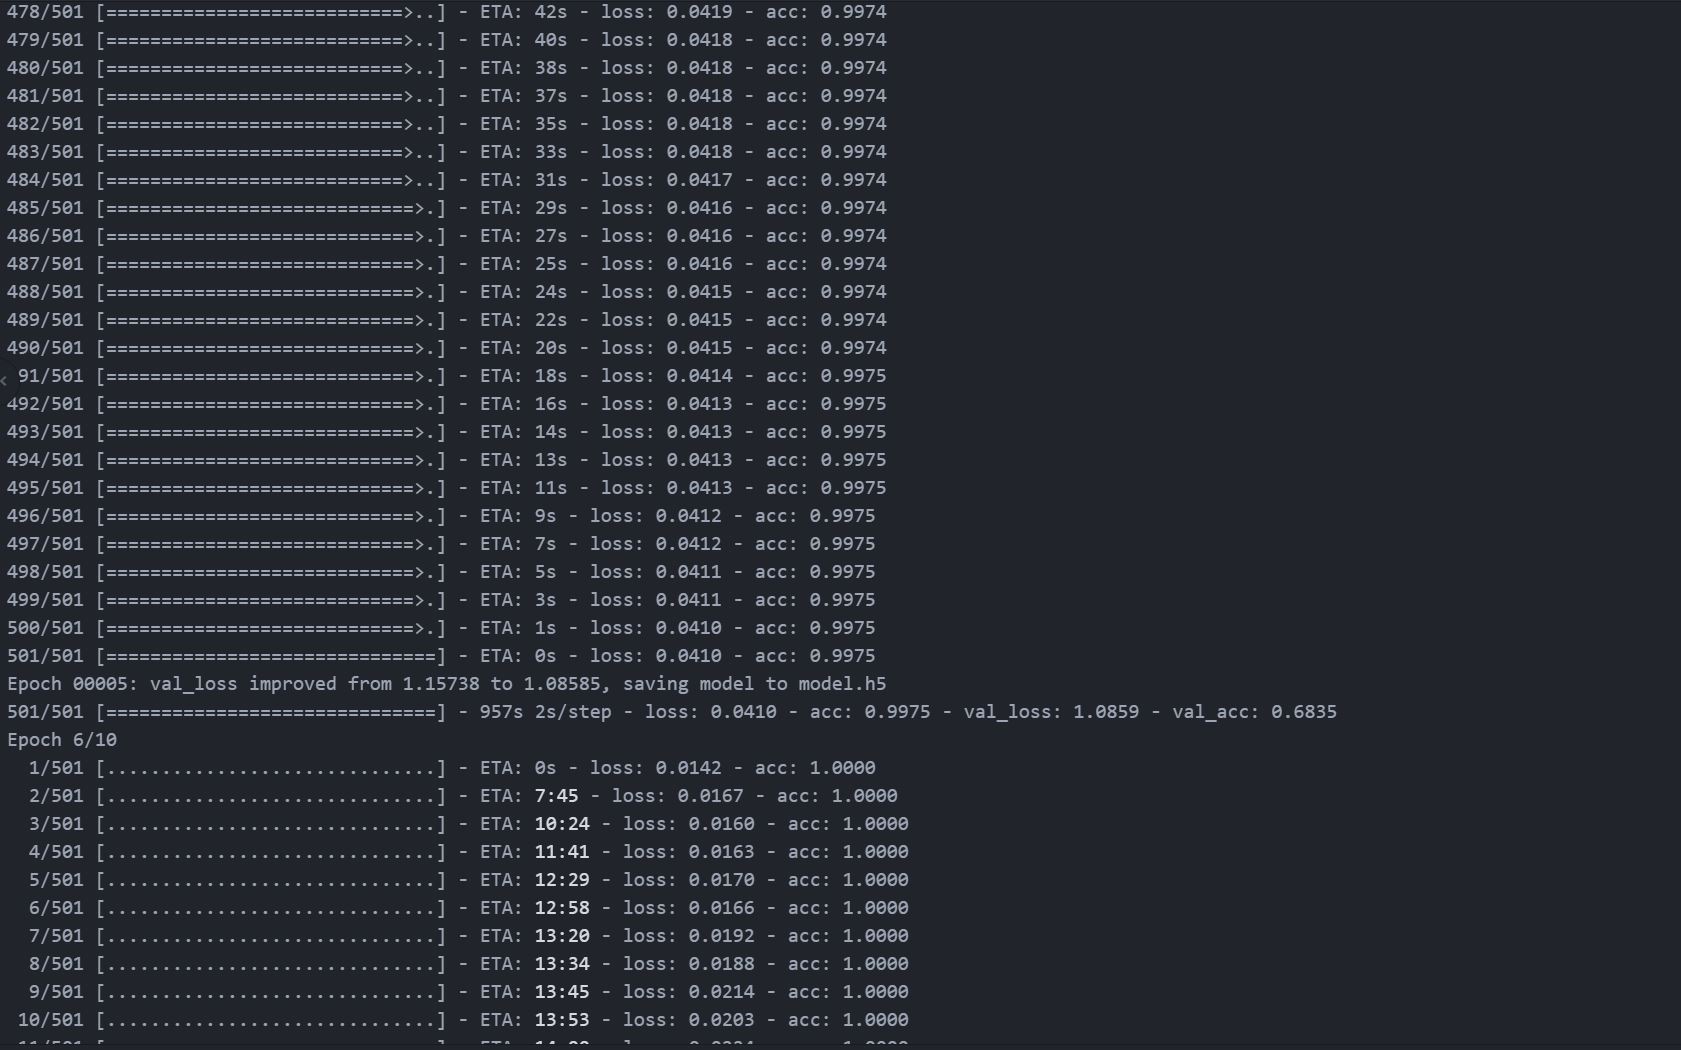 478/501 [===========================>..] - ETA: 42s - loss: 0.0419 - acc: 0.9974
479/501 [===========================>..] - ETA: 40s - loss: 0.0418 - acc: 0.9974
480/501 [===========================>..] - ETA: 38s - loss: 0.0418 - acc: 0.9974
481/501 [===========================>..] - ETA: 37s - loss: 0.0418 - acc: 0.9974
482/501 [===========================>..] - ETA: 35s - loss: 0.0418 - acc: 0.9974
483/501 [===========================>..] - ETA: 33s - loss: 0.0418 - acc: 0.9974
484/501 [===========================>..] - ETA: 31s - loss: 0.0417 - acc: 0.9974
485/501 [============================>.] - ETA: 29s - loss: 0.0416 - acc: 0.9974
486/501 [============================>.] - ETA: 27s - loss: 0.0416 - acc: 0.9974
487/501 [============================>.] - ETA: 25s - loss: 0.0416 - acc: 0.9974
488/501 [============================>.] - ETA: 24s - loss: 0.0415 - acc: 0.9974
489/501 [============================>.] - ETA: 22s - loss: 0.0415 - acc: 0.9974
490/501 [============================>.] - ETA: 20s - loss: 0.0415 - acc: 0.9974
91/501 [============================>.] - ETA: 18s - loss: 0.0414 - acc: 0.9975
492/501 [============================>.] - ETA: 16s - loss: 0.0413 - acc: 0.9975
493/501 [============================>.] - ETA: 14s - loss: 0.0413 - acc: 0.9975
494/501 [============================>.] - ETA: 13s - loss: 0.0413 - acc: 0.9975
495/501 [============================>.] - ETA: 11s - loss: 0.0413 - acc: 0.9975
496/501 [============================>.] - ETA: 9s - loss: 0.0412 - acc: 0.9975
497/501 [============================>.] - ETA: 7s - loss: 0.0412 - acc: 0.9975
498/501 [============================>.] - ETA: 5s - loss: 0.0411 - acc: 0.9975
499/501 [============================>.] - ETA: 3s - loss: 0.0411 - acc: 0.9975
500/501 [============================>.] - ETA: 1s - loss: 0.0410 - acc: 0.9975
501/501 [==============================] - ETA: 0s - loss: 0.0410 - acc: 0.9975
Epoch 00005: val_loss improved from 1.15738 to 1.08585, saving model to model.h5
501/501 [==============================] - 957s 2s/step - loss: 0.0410 - acc: 0.9975 - val_loss: 1.0859 - val_acc: 0.6835
Epoch 6/10
1/501 [..............................] - ETA: 0s - loss: 0.0142 - acc: 1.0000
2/501 [..............................] - ETA: 7:45 - loss: 0.0167 - acc: 1.0000
3/501 [..............................] - ETA: 10:24 - loss: 0.0160 - acc: 1.0000
4/501 [..............................] - ETA: 11:41 - loss: 0.0163 - acc: 1.0000
5/501 [..............................] - ETA: 12:29 - loss: 0.0170 - acc: 1.0000
6/501 [..............................] - ETA: 12:58 - loss: 0.0166 - acc: 1.0000
7/501 [..............................] - ETA: 13:20 - loss: 0.0192 - acc: 1.0000
8/501 [..............................] - ETA: 13:34 - loss: 0.0188 - acc: 1.0000
9/501 [..............................] - ETA: 13:45 - loss: 0.0214 - acc: 1.0000
10/501 [..............................] - ETA: 13:53 - loss: 0.0203 - acc: 1.0000